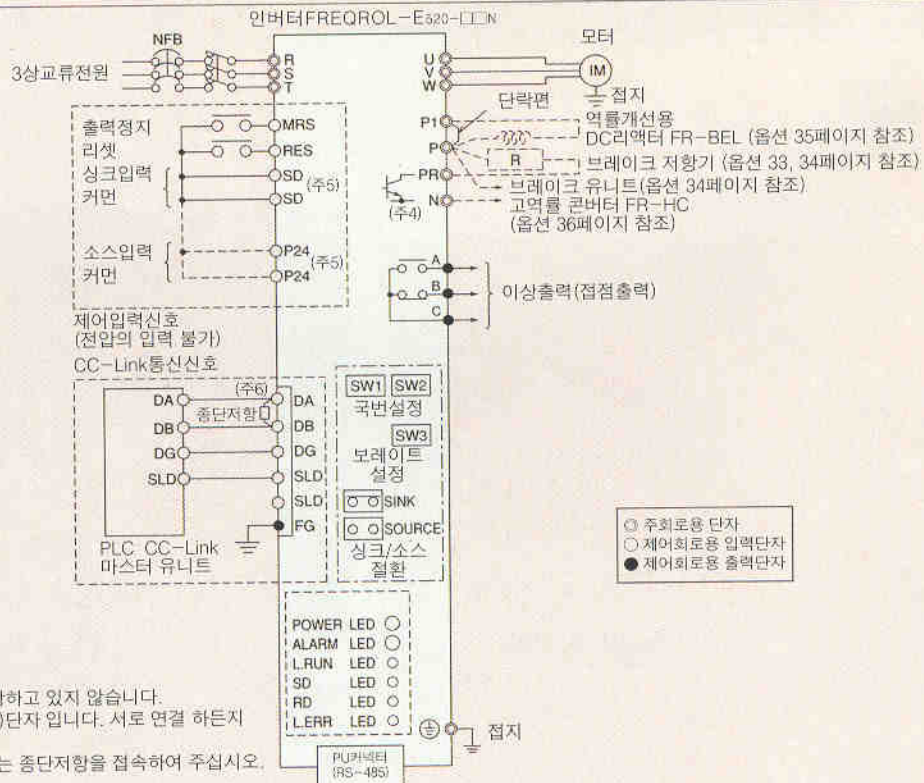 인버터FREQROL-E520-□□□N
NFB
3상교류전원
R
S
T
U
V
W
모터
IM
접지
단락편
P1
역률개선용
DC리액터 FR-BEL (옵션 35페이지 참조)
P
R
브레이크 저항기 (옵션 33, 34페이지 참조)
PR
브레이크 유니트(옵션 34페이지 참조)
N
고역률 콘버터 FR-HC
(옵션 36페이지 참조)
(주4)
출력정지
MRS
리셋
RES
싱크입력
커먼
SD
(주5)
SD
소스입력
커먼
P24
(주5)
P24
제어입력신호
(전압의 입력 불가)
A
B
C
이상출력(접점출력)
CC-Link통신신호
(주6)
DA
종단저항
DA
DB
DB
DG
DG
SLD
SLD
SLD
FG
PLC CC-Link
마스터 유니트
SW1 SW2
국번설정
SW3
보레이트
설정
SINK
SOURCE
싱크/소스
절환
◎ 주회로용 단자
○ 제어회로용 입력단자
● 제어회로용 출력단자
POWER LED
ALARM LED
L.RUN LED
SD LED
RD LED
L.ERR LED
접지
PU커넥터
(RS-485)
하고 있지 않습니다.
)단자 입니다. 서로 연결 하든지
는 종단저항을 접속하여 주십시오.